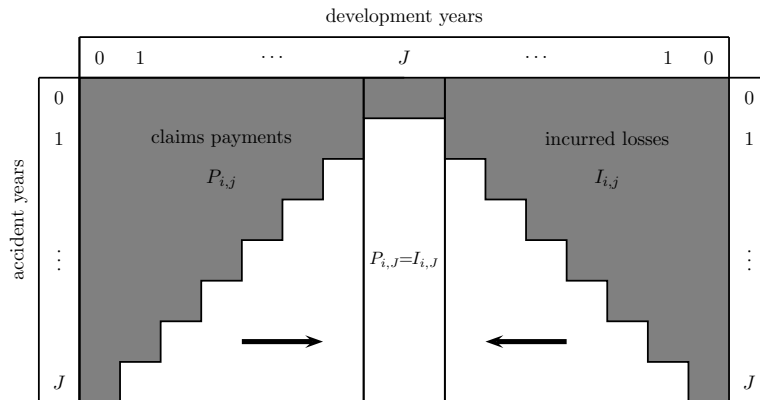 development years
0 1 ⋯ J ⋯ 1 0
0 0
1 claims payments incurred losses 1
P_{i,j} I_{i,j}
accident years
⋮ P_{i,J}=I_{i,J} ⋮
J J